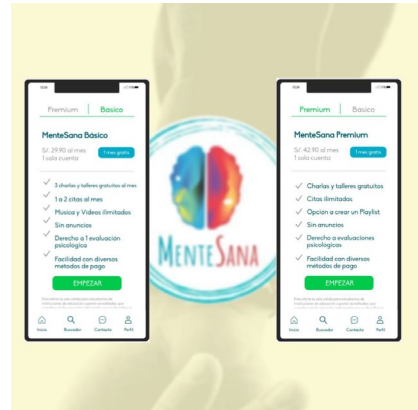 Premium
Básico
MenteSana Básico
S/. 29.90 al mes
1 sola cuenta
1 mes gratis
3 charlas y talleres gratuitos al mes
1 a 2 citas al mes
Musica y Videos ilimitados
Sin anuncios
Derecho a 1 evaluación
psicologica
Facilidad con diversos
métodos de pago
EMPEZAR
Inicio
Buscador
Contacto
Perfil
MENTESANA
Premium
Basico
MenteSana Premium
S/. 42.90 al mes
1 sola cuenta
1 mes gratis
Charlas y talleres gratuitos
Citas ilimitados
Opción a crear un Playlist
Sin anuncios
Derecho a evaluaciones
psicologicas
Facilidad con diversos
métodos de pago
EMPEZAR
Inicio
Buscador
Contacto
Perfil